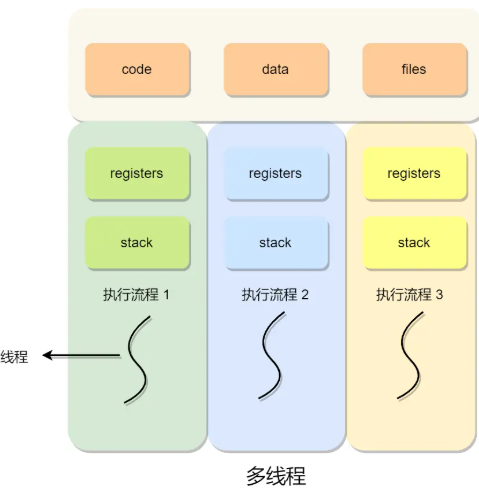 code data files
registers registers registers
stack stack stack
执行流程 1 执行流程 2 执行流程 3
线程
多线程